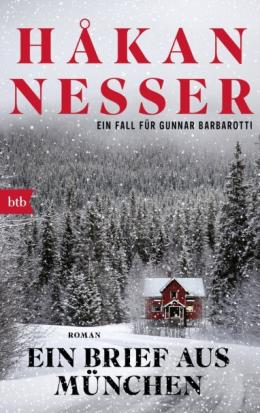 HÅKAN
NESSER
EIN FALL FÜR GUNNAR BARBAROTTI
btb
ROMAN
EIN BRIEF AUS
MÜNCHEN